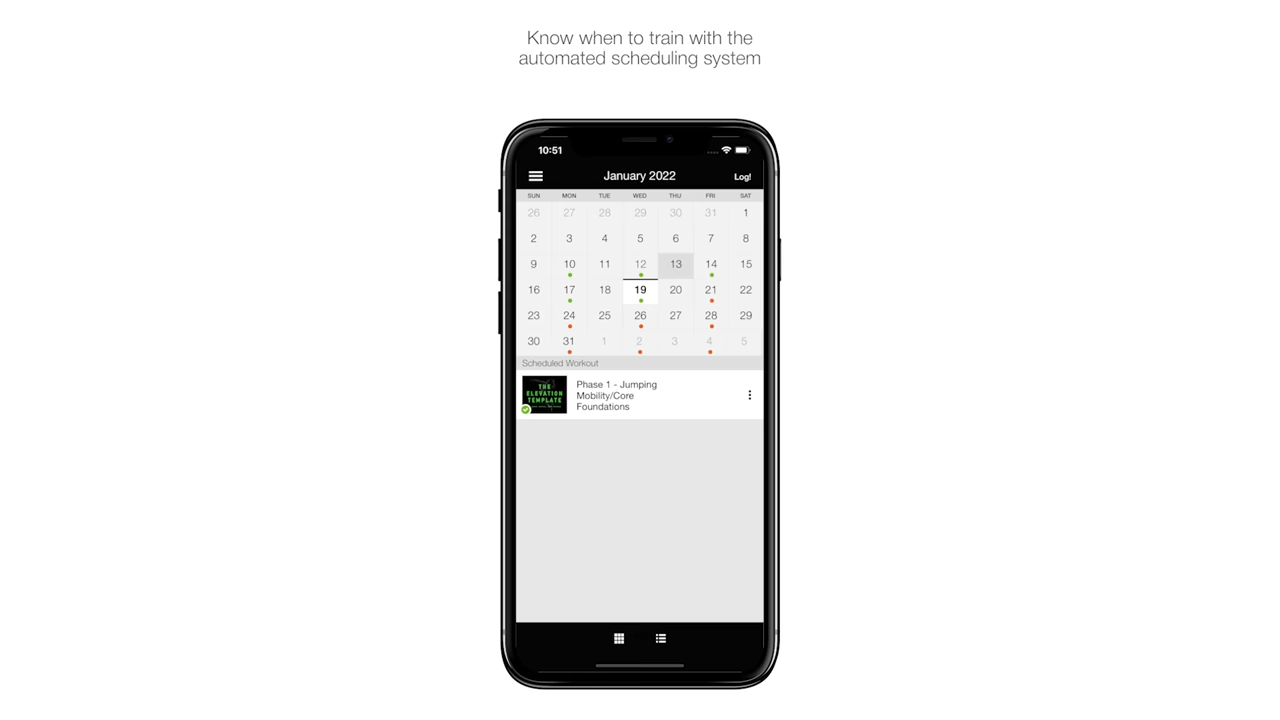 Know when to train with the
automated scheduling system
10:51
January 2022
Log!
SUN MON TUE WED THU FRI SAT
26 27 28 29 30 31 1
2 3 4 5 6 7 8
9 10 11 12 13 14 15
16 17 18 19 20 21 22
23 24 25 26 27 28 29
30 31 1 2 3 4 5
Scheduled Workout
THE
ELEVATION
TEMPLATE
Phase 1 - Jumping
Mobility/Core
Foundations